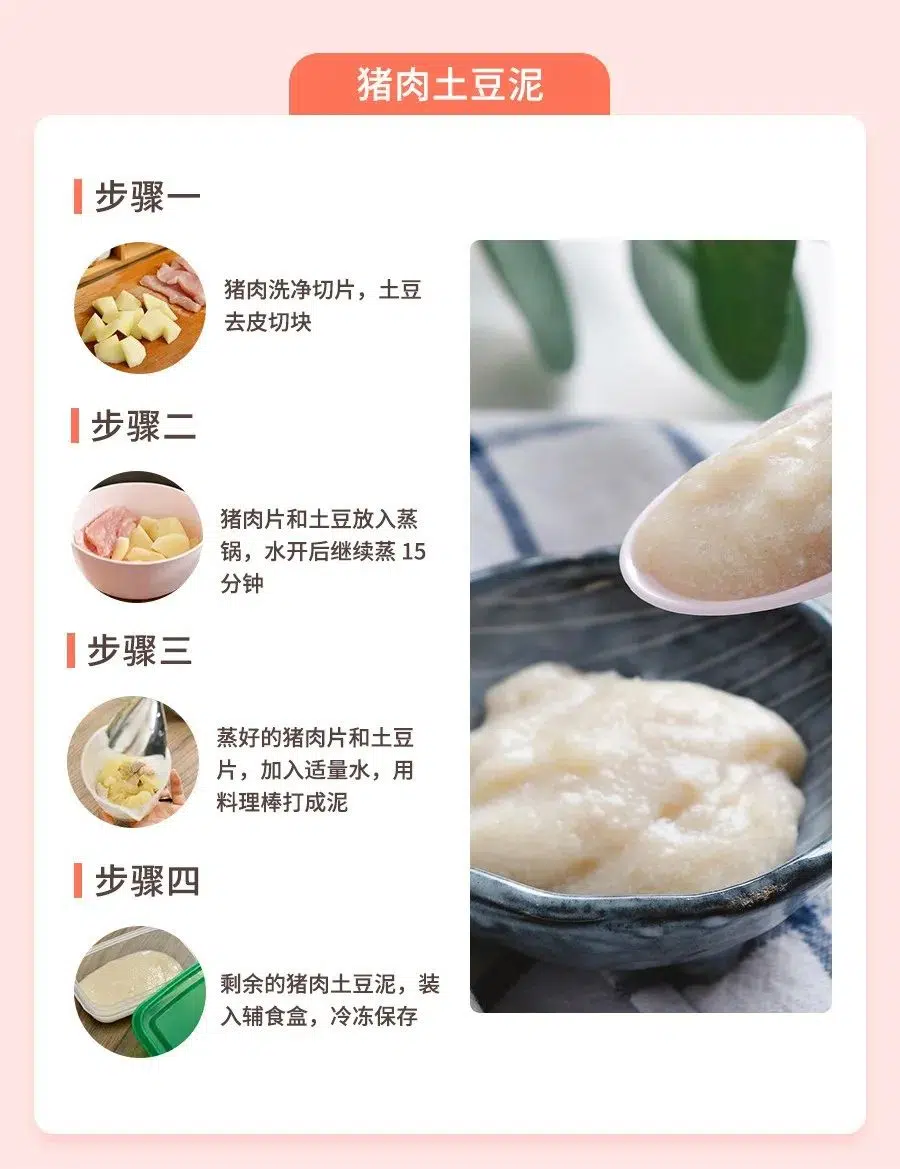 猪肉土豆泥
步骤一
猪肉洗净切片，土豆
去皮切块
步骤二
猪肉片和土豆放入蒸
锅，水开后继续蒸 15
分钟
步骤三
蒸好的猪肉片和土豆
片，加入适量水，用
料理棒打成泥
步骤四
剩余的猪肉土豆泥，装
入辅食盒，冷冻保存